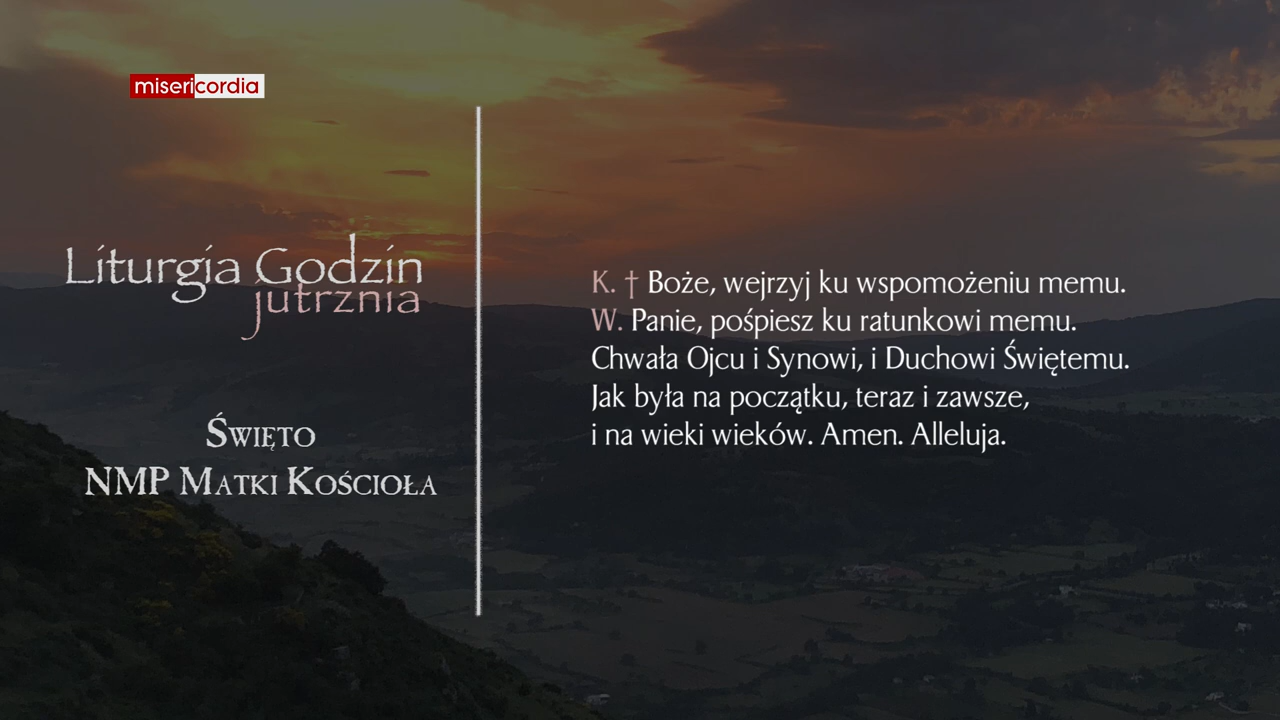 misericordia
Liturgia Godzin
jutrznia
Święto
NMP Matki Kościoła
K. † Boże, wejrzyj ku wspomożeniu memu.
W. Panie, pośpiesz ku ratunkowi memu.
Chwała Ojcu i Synowi, i Duchowi Świętemu.
Jak była na początku, teraz i zawsze,
i na wieki wieków. Amen. Alleluja.